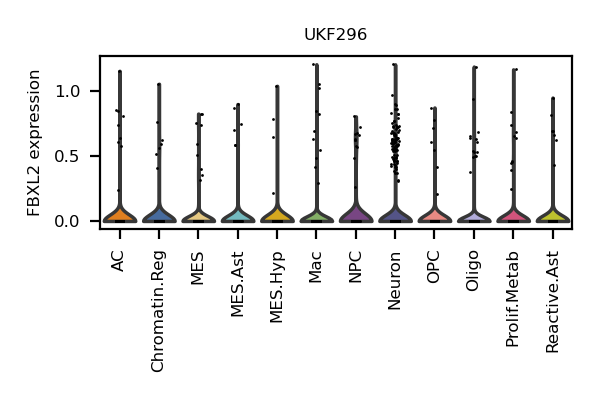 UKF296
FBXL2 expression
1.0
0.5
0.0
AC
Chromatin.Reg
MES
MES.Ast
MES.Hyp
Mac
NPC
Neuron
OPC
Oligo
Prolif.Metab
Reactive.Ast